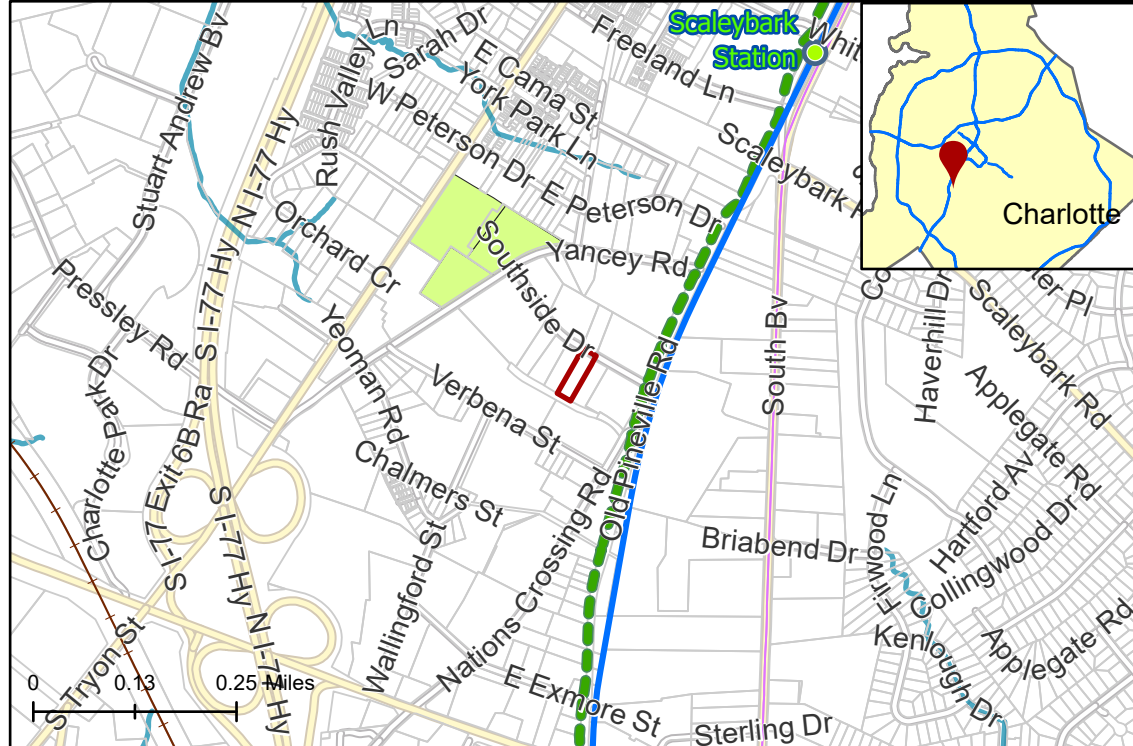 Scaleybark
Station
Whit
Freeland Ln
Sarah Dr
E Cama St
York Park Ln
Rush Valley Ln
W Peterson Dr
E Peterson Dr
Scaleybark R
Stuart Andrew Bv
N I-77 Hy
S I-77 Hy
Orchard Cr
Southside Dr
Yancey Rd
Charlotte
Pressley Rd
Yeoman Rd
Verbena St
Old Pineville Rd
South Bv
Co
Haverhill Dr
ler Pl
Scaleybark Rd
Applegate Rd
Hartford Av
Collingwood Dr
Firwood Ln
Briabend Dr
Kenlough Dr
Applegate Rd
Charlotte Park Dr
S I-77 Exit 6B Ra
Chalmers St
Wallingford St
Nations Crossing Rd
E Exmore St
Sterling Dr
S I-77 Hy
N I-77 Hy
S Tryon St
0 0.13 0.25 Miles